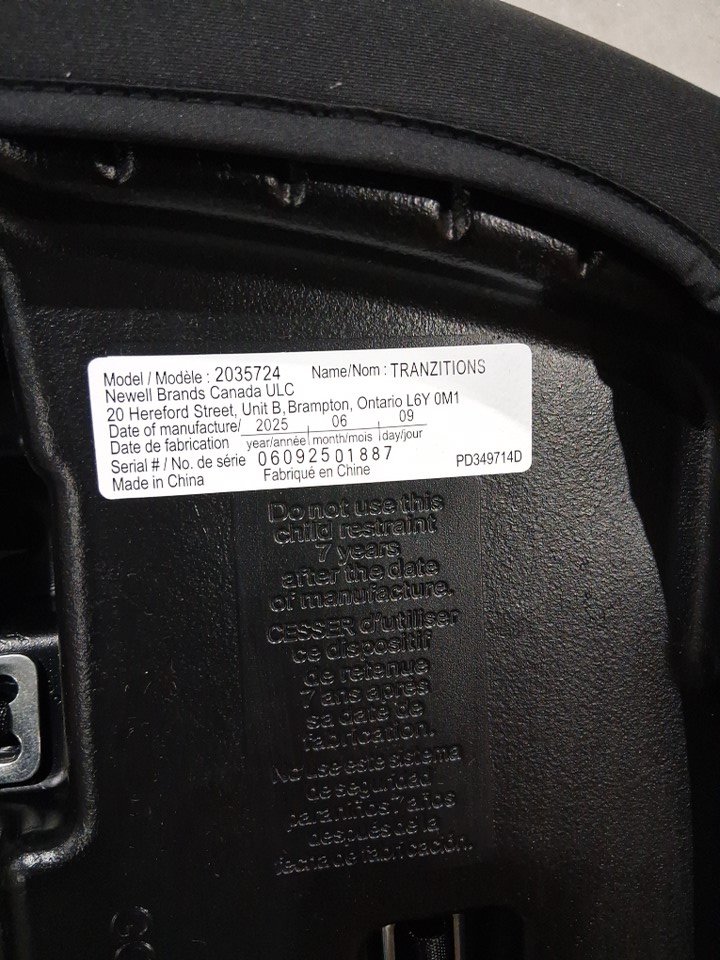 Model / Modèle : 2035724 Name/Nom : TRANZITIONS
Newell Brands Canada ULC
20 Hereford Street, Unit B, Brampton, Ontario L6Y 0M1
Date of manufacture/ 2025 | 06 | 09
Date de fabrication year/année | month/mois | day/jour
Serial # / No. de série 06092501887
Made in China Fabriqué en Chine PD349714D
Do not use this
child restraint
7 years
after the date
of manufacture.
CESSER d'utiliser
ce dispositif
de retenue
7 ans après
sa date de
fabrication.
No use este sistema
de seguridad
para niños 7 años
después de la
fecha de fabricación.